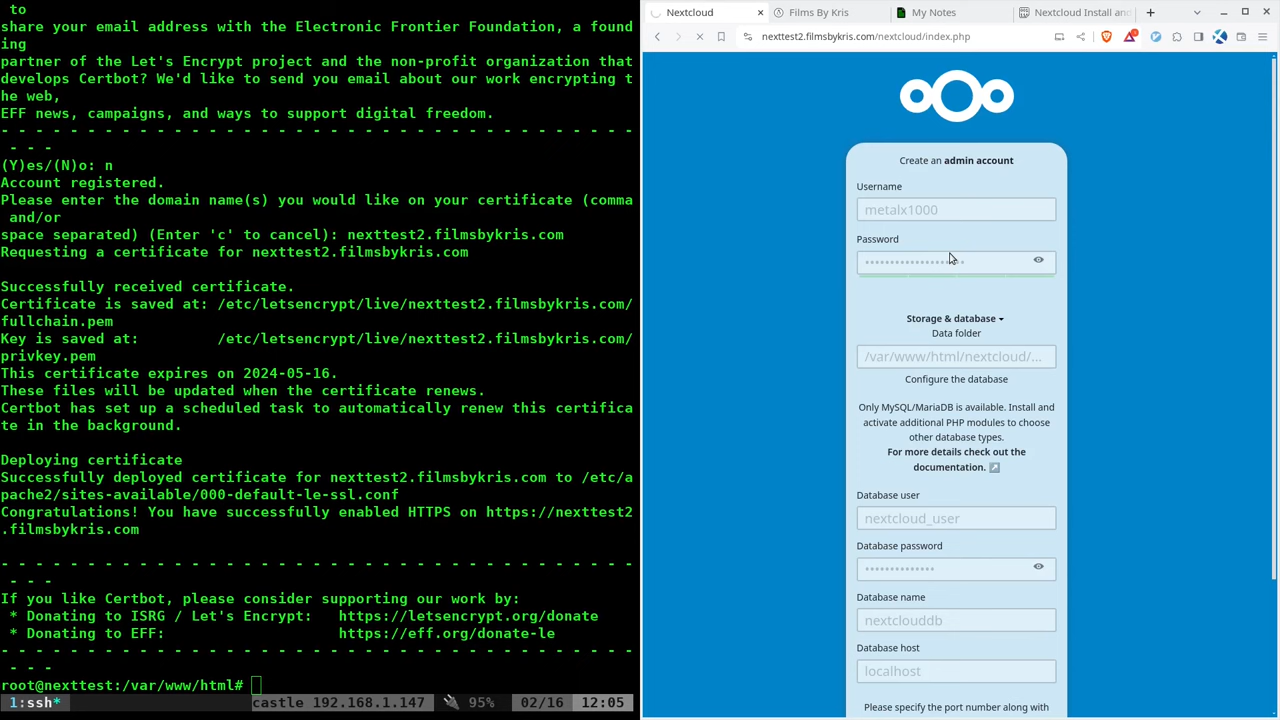 to
share your email address with the Electronic Frontier Foundation, a found
ing
partner of the Let's Encrypt project and the non-profit organization that
develops Certbot? We'd like to send you email about our work encrypting t
he web,
EFF news, campaigns, and ways to support digital freedom.
- - - - - - - - - - - - - - - - - - - - - - - - - - - - - - - - - - - - -
- - -
(Y)es/(N)o: n
Account registered.
Please enter the domain name(s) you would like on your certificate (comma
and/or
space separated) (Enter 'c' to cancel): nexttest2.filmsbykris.com
Requesting a certificate for nexttest2.filmsbykris.com
Successfully received certificate.
Certificate is saved at: /etc/letsencrypt/live/nexttest2.filmsbykris.com/
fullchain.pem
Key is saved at:         /etc/letsencrypt/live/nexttest2.filmsbykris.com/
privkey.pem
This certificate expires on 2024-05-16.
These files will be updated when the certificate renews.
Certbot has set up a scheduled task to automatically renew this certifica
te in the background.
Deploying certificate
Successfully deployed certificate for nexttest2.filmsbykris.com to /etc/a
pache2/sites-available/000-default-le-ssl.conf
Congratulations! You have successfully enabled HTTPS on https://nexttest2
.filmsbykris.com
- - - - - - - - - - - - - - - - - - - - - - - - - - - - - - - - - - - - -
- - -
If you like Certbot, please consider supporting our work by:
* Donating to ISRG / Let's Encrypt:   https://letsencrypt.org/donate
* Donating to EFF:                    https://eff.org/donate-le
- - - - - - - - - - - - - - - - - - - - - - - - - - - - - - - - - - - - -
- - -
root@nexttest:/var/www/html#
1:ssh* castle 192.168.1.147 95% 02/16 12:05
Nextcloud Films By Kris My Notes Nextcloud Install and
nexttest2.filmsbykris.com/nextcloud/index.php
Create an admin account
Username
metalx1000
Password
Storage & database
Data folder
/var/www/html/nextcloud/...
Configure the database
Only MySQL/MariaDB is available. Install and
activate additional PHP modules to choose
other database types.
For more details check out the
documentation.
Database user
nextcloud_user
Database password
Database name
nextclouddb
Database host
localhost
Please specify the port number along with